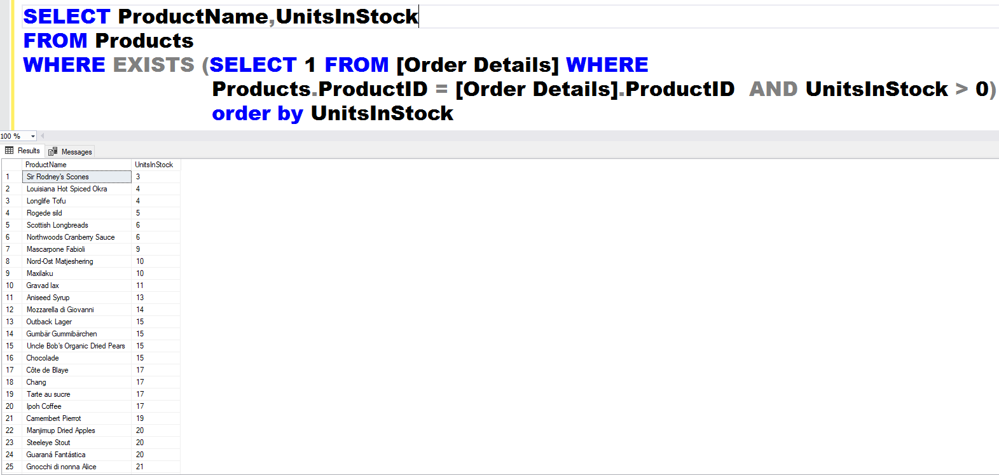 SELECT ProductName,UnitsInStock
FROM Products
WHERE EXISTS (SELECT 1 FROM [Order Details] WHERE
Products.ProductID = [Order Details].ProductID  AND UnitsInStock > 0)
order by UnitsInStock
100 %
Results Messages
ProductName UnitsInStock
1 Sir Rodney's Scones 3
2 Louisiana Hot Spiced Okra 4
3 Longlife Tofu 4
4 Rogede sild 5
5 Scottish Longbreads 6
6 Northwoods Cranberry Sauce 6
7 Mascarpone Fabioli 9
8 Nord-Ost Matjeshering 10
9 Maxilaku 10
10 Gravad lax 11
11 Aniseed Syrup 13
12 Mozzarella di Giovanni 14
13 Outback Lager 15
14 Gumbär Gummibärchen 15
15 Uncle Bob's Organic Dried Pears 15
16 Chocolade 15
17 Côte de Blaye 17
18 Chang 17
19 Tarte au sucre 17
20 Ipoh Coffee 17
21 Camembert Pierrot 19
22 Manjimup Dried Apples 20
23 Steeleye Stout 20
24 Guaraná Fantástica 20
25 Gnocchi di nonna Alice 21